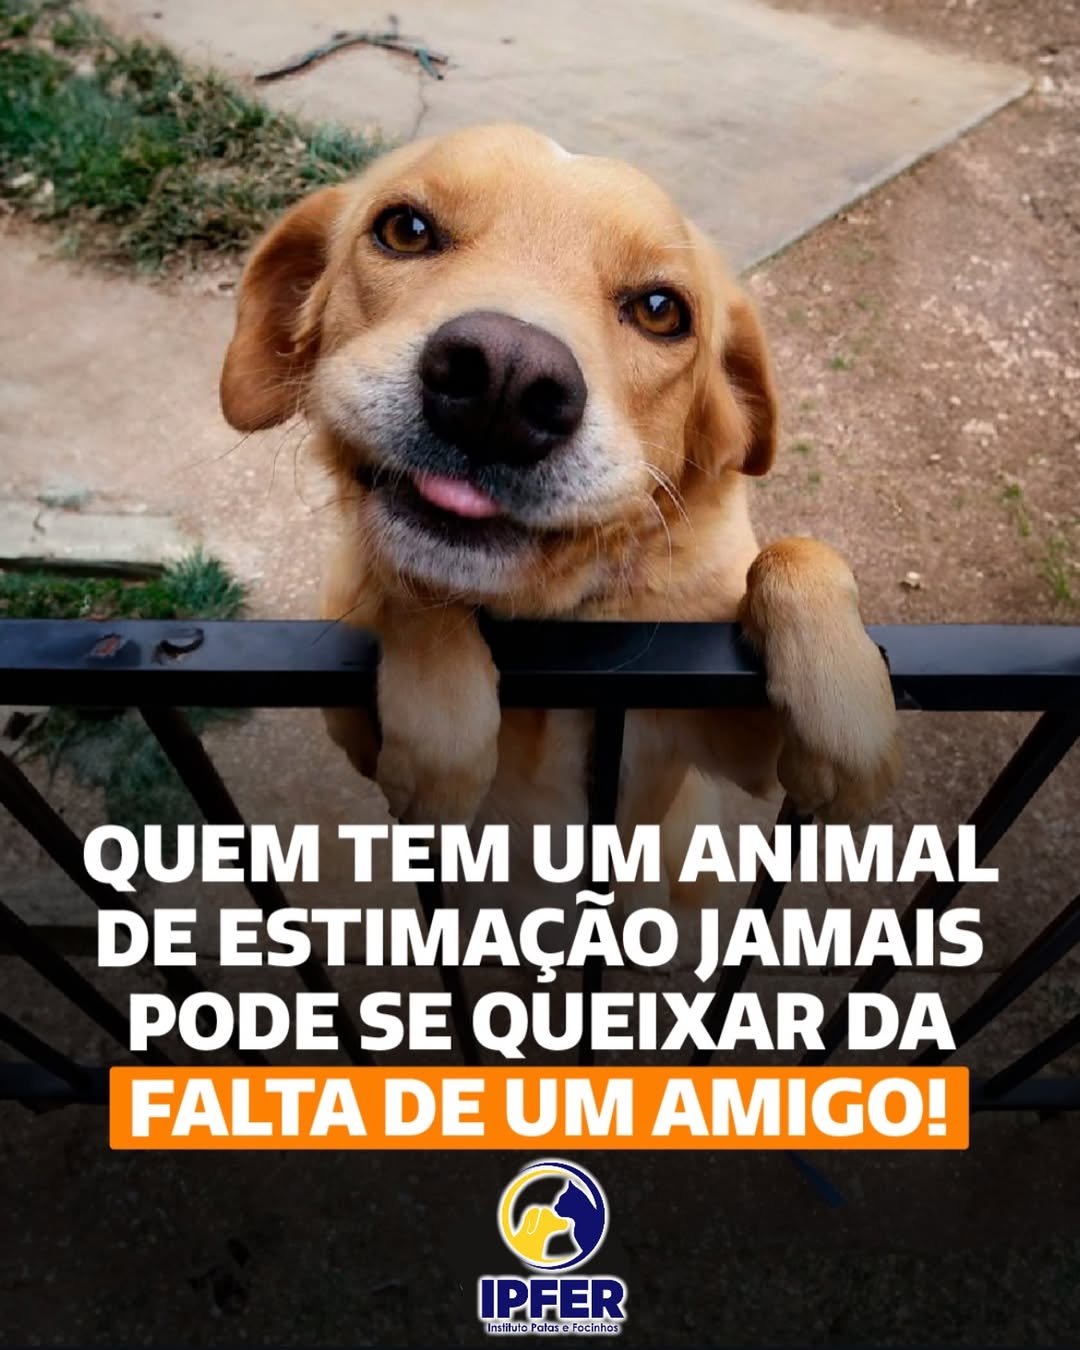 QUEM TEM UM ANIMAL
DE ESTIMAÇÃO JAMAIS
PODE SE QUEIXAR DA
FALTA DE UM AMIGO!
IPFER
Instituto Patas e Focinhos